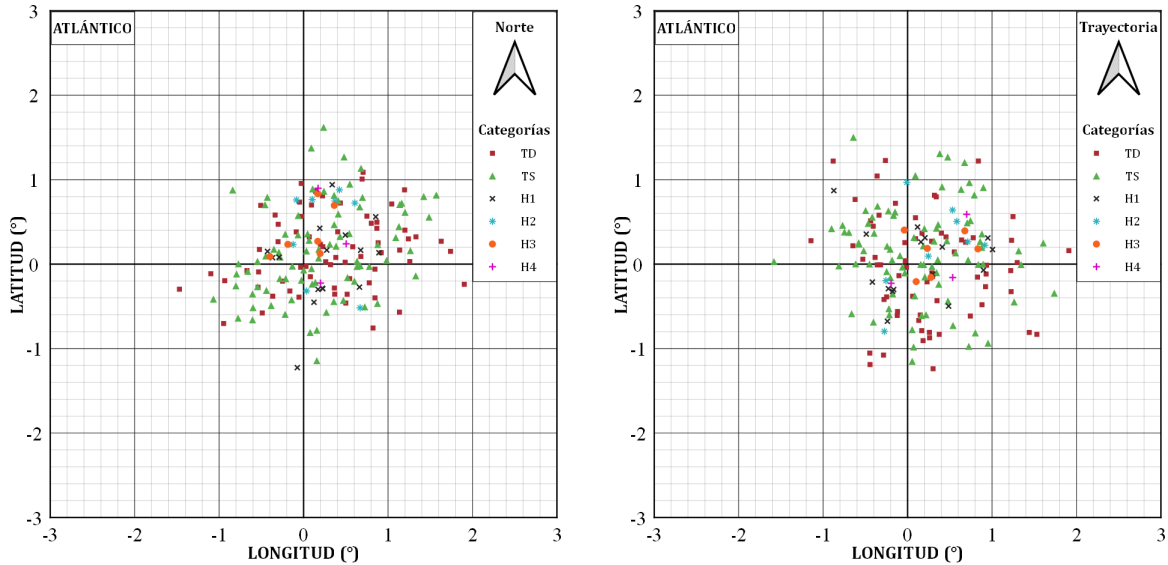 ATLÁNTICO
Norte
Categorías
TD
TS
H1
H2
H3
H4
3
2
1
0
-1
-2
-3
LATITUD (°)
-3
-2
-1
0
1
2
3
LONGITUD (°)
ATLÁNTICO
Trayectoria
Categorías
TD
TS
H1
H2
H3
H4
3
2
1
0
-1
-2
-3
LATITUD (°)
-3
-2
-1
0
1
2
3
LONGITUD (°)